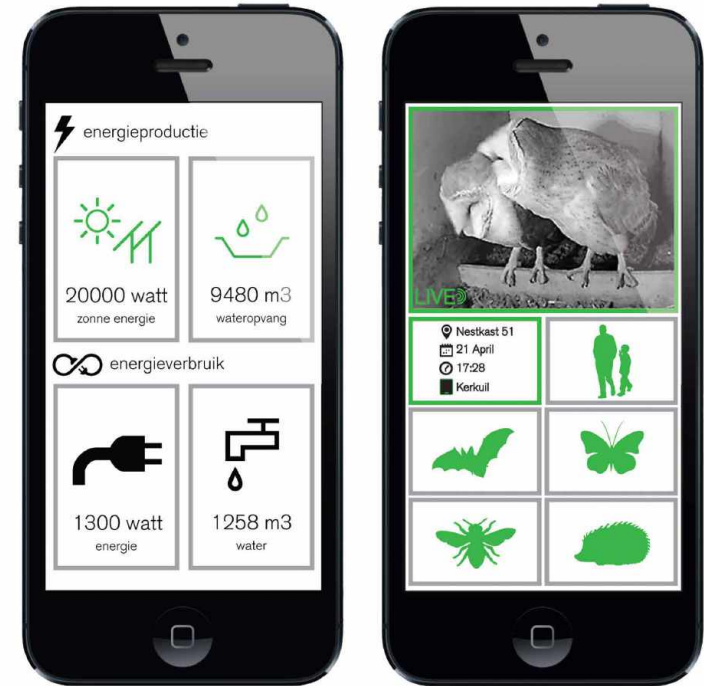 energieproductie
20000 watt
zonne energie
9480 m3
wateropvang
energieverbruik
1300 watt
energie
1258 m3
water
LIVE
Nestkast 51
21 April
17:28
Kerkuil